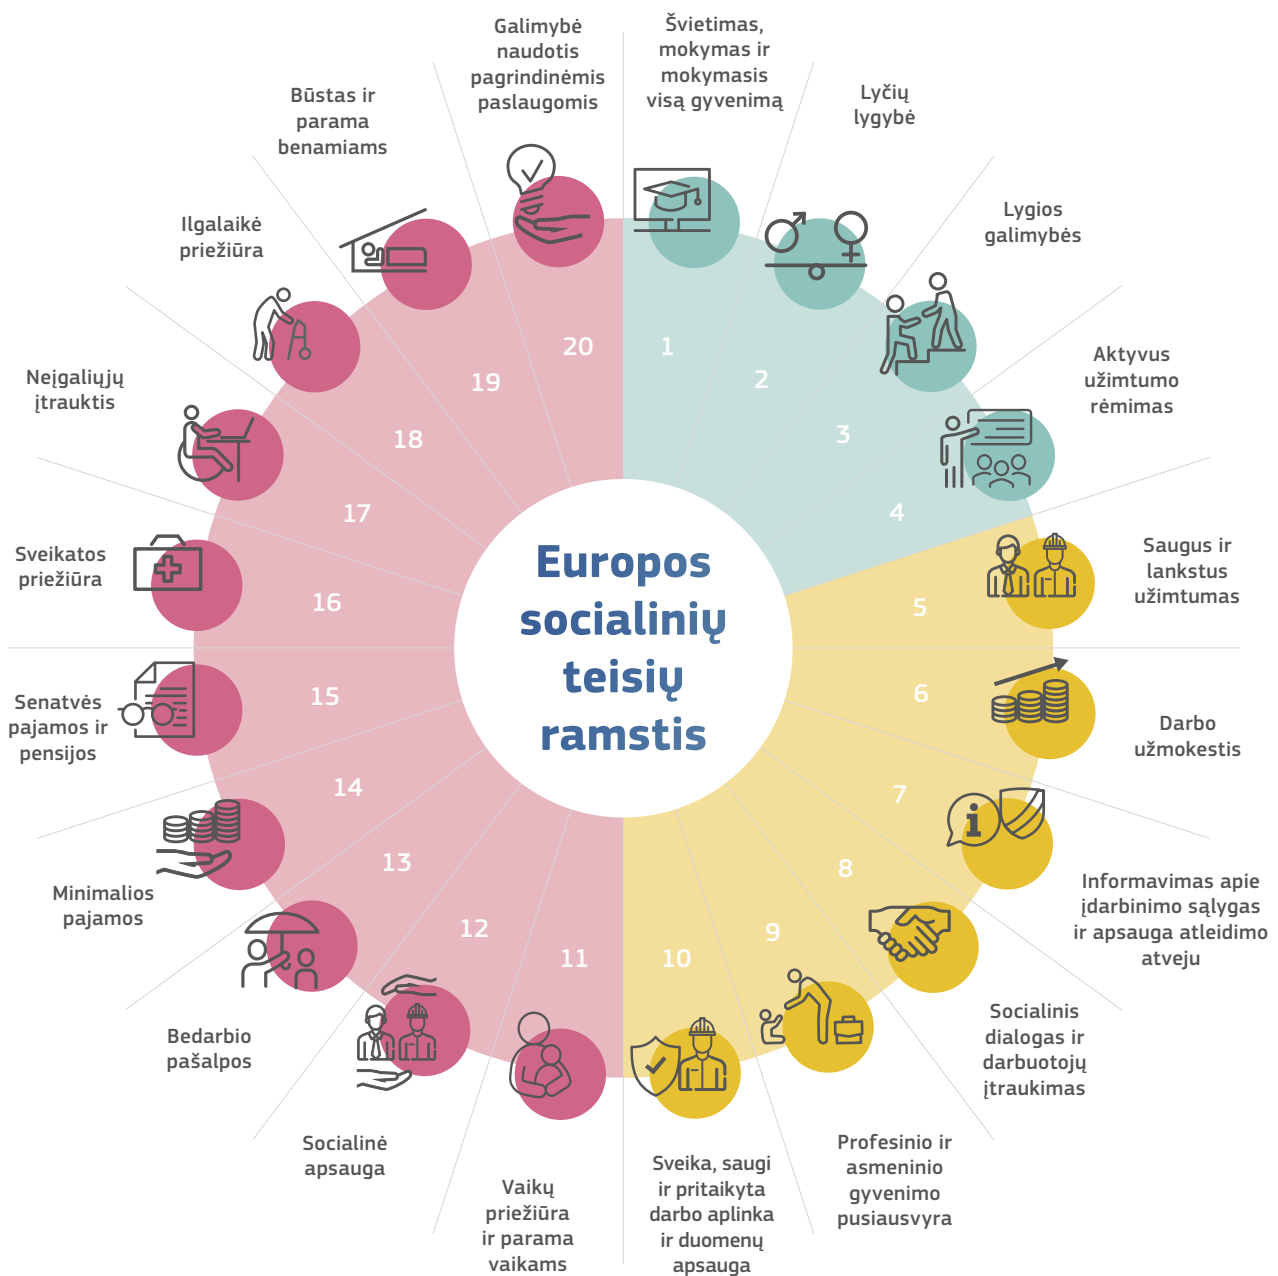 Europos
socialinių
teisių
ramstis
1
Švietimas,
mokymas ir
mokymasis
visą gyvenimą
2
Lyčių
lygybė
3
Lygios
galimybės
4
Aktyvus
užimtumo
rėmimas
5
Saugus ir
lankstus
užimtumas
6
Darbo
užmokestis
7
Informavimas apie
įdarbinimo sąlygas
ir apsauga atleidimo
atveju
8
Socialinis
dialogas ir
darbuotojų
įtraukimas
9
Profesinio ir
asmeninio
gyvenimo
pusiausvyra
10
Sveika, saugi
ir pritaikyta
darbo aplinka
ir duomenų
apsauga
11
Vaikų
priežiūra
ir parama
vaikams
12
Socialinė
apsauga
13
Bedarbio
pašalpos
14
Minimalios
pajamos
15
Senatvės
pajamos ir
pensijos
16
Sveikatos
priežiūra
17
Neįgaliųjų
įtrauktis
18
Ilgalaikė
priežiūra
19
Būstas ir
parama
benamiams
20
Galimybė
naudotis
pagrindinėmis
paslaugomis